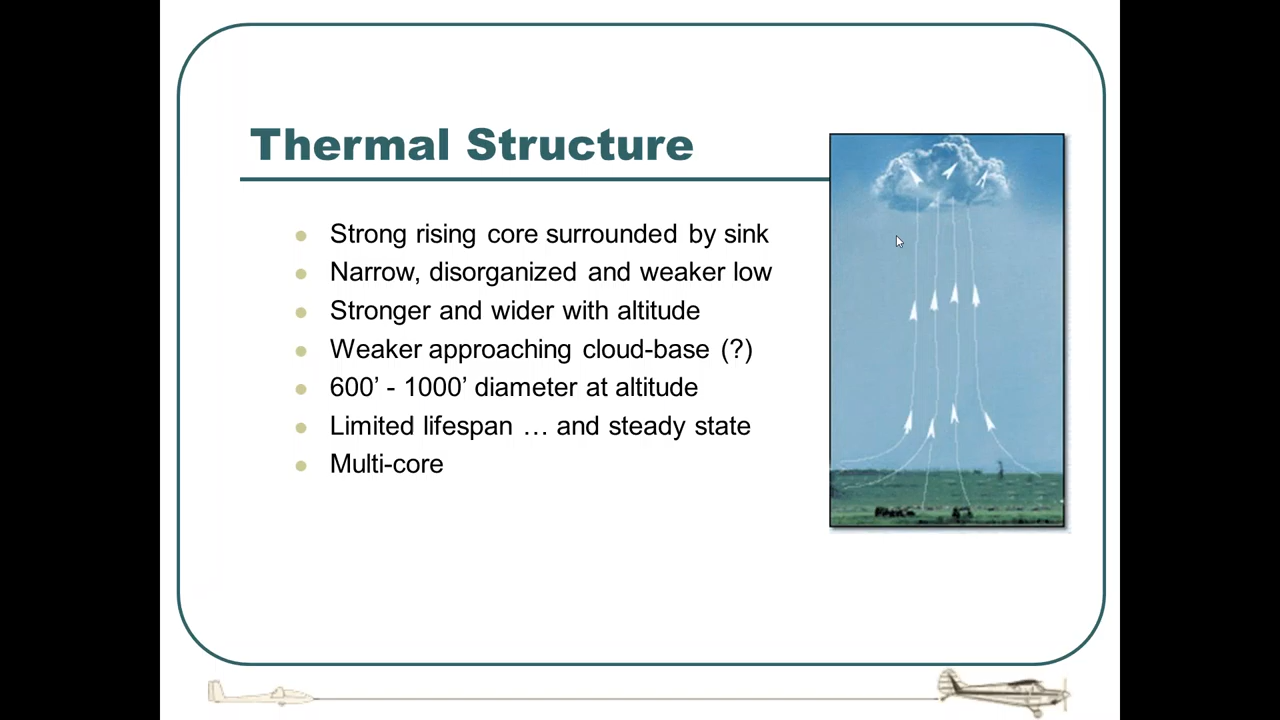 Thermal Structure
Strong rising core surrounded by sink
Narrow, disorganized and weaker low
Stronger and wider with altitude
Weaker approaching cloud-base (?)
600’ - 1000’ diameter at altitude
Limited lifespan … and steady state
Multi-core